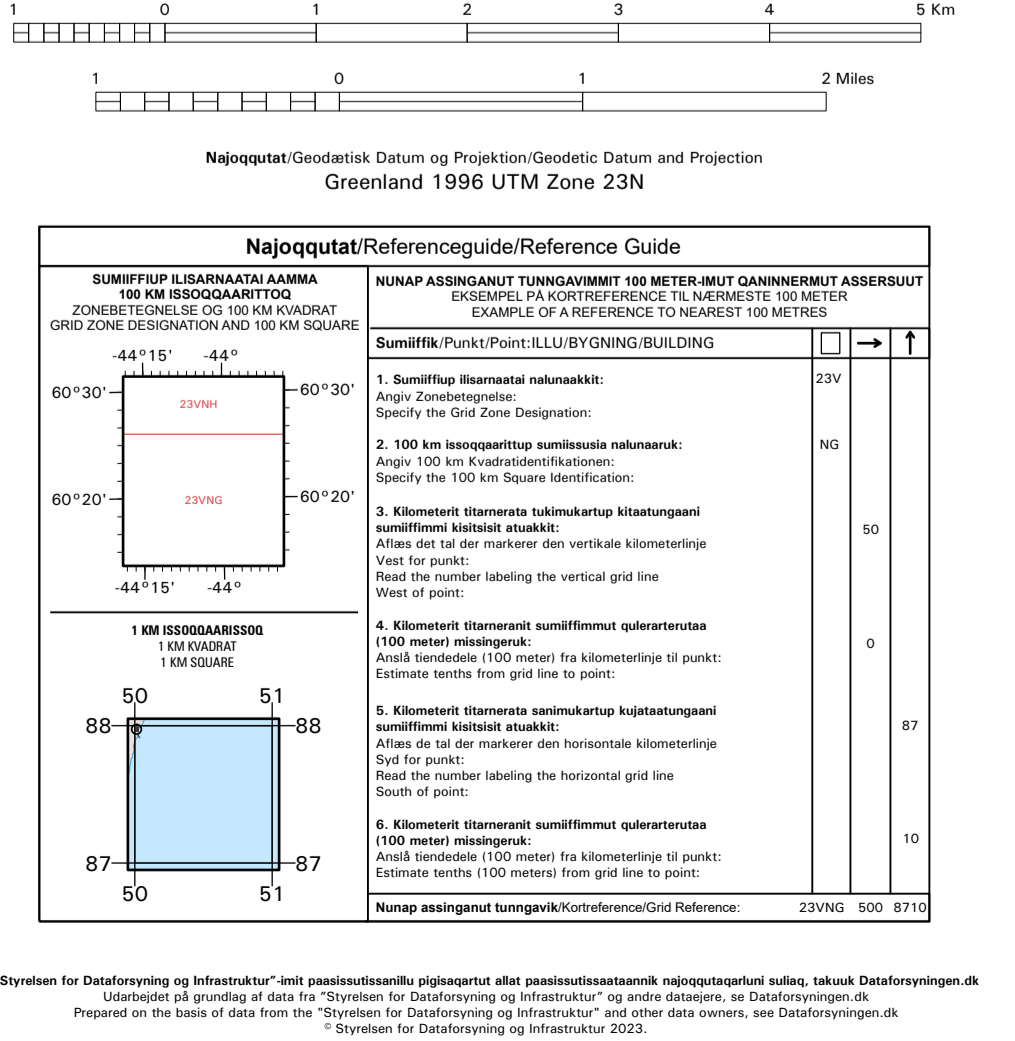 1 0 1 2 3 4 5 Km
1 0 1 2 Miles
Najoqqutat/Geodætisk Datum og Projektion/Geodetic Datum and Projection
Greenland 1996 UTM Zone 23N
Najoqqutat/Referenceguide/Reference Guide
SUMIIFFIUP ILISARNAATAI AAMMA
100 KM ISSOQQAARITTOQ
ZONEBETEGNELSE OG 100 KM KVADRAT
GRID ZONE DESIGNATION AND 100 KM SQUARE
-44°15' -44°
60°30' 60°30'
23VNH
60°20' 60°20'
23VNG
-44°15' -44°
1 KM ISSOQQAARISSOQ
1 KM KVADRAT
1 KM SQUARE
50 51
88 88
87 87
50 51
NUNAP ASSINGANUT TUNNGAVIMMIT 100 METER-IMUT QANINNERMUT ASSERSUUT
EKSEMPEL PÅ KORTREFERENCE TIL NÆRMESTE 100 METER
EXAMPLE OF A REFERENCE TO NEAREST 100 METRES
Sumiiffik/Punkt/Point:ILLU/BYGNING/BUILDING → ↑
1. Sumiiffiup ilisarnaatai nalunaakkit: 23V
Angiv Zonebetegnelse:
Specify the Grid Zone Designation:
2. 100 km issoqqaarittup sumiissusia nalunaaruk: NG
Angiv 100 km Kvadratidentifikationen:
Specify the 100 km Square Identification:
3. Kilometerit titarnerata tukimukartup kitaatungaani
sumiiffimmi kisitsisit atuakkit: 50
Aflæs det tal der markerer den vertikale kilometerlinje
Vest for punkt:
Read the number labeling the vertical grid line
West of point:
4. Kilometerit titarneranit sumiiffimmut qulerarterutaa
(100 meter) missingeruk: 0
Anslå tiendedele (100 meter) fra kilometerlinje til punkt:
Estimate tenths from grid line to point:
5. Kilometerit titarnerata sanimukartup kujataatungaani
sumiiffimmi kisitsisit atuakkit: 87
Aflæs de tal der markerer den horisontale kilometerlinje
Syd for punkt:
Read the number labeling the horizontal grid line
South of point:
6. Kilometerit titarneranit sumiiffimmut qulerarterutaa
(100 meter) missingeruk: 10
Anslå tiendedele (100 meter) fra kilometerlinje til punkt:
Estimate tenths (100 meters) from grid line to point:
Nunap assinganut tunngavik/Kortreference/Grid Reference: 23VNG 500 8710
Styrelsen for Dataforsyning og Infrastruktur”-imit paasissutissanillu pigisaqartut allat paasissutissaataannik najoqqutaqarluni suliaq, takuuk Dataforsyningen.dk
Udarbejdet på grundlag af data fra “Styrelsen for Dataforsyning og Infrastruktur” og andre dataejere, se Dataforsyningen.dk
Prepared on the basis of data from the "Styrelsen for Dataforsyning og Infrastruktur" and other data owners, see Dataforsyningen.dk
© Styrelsen for Dataforsyning og Infrastruktur 2023.